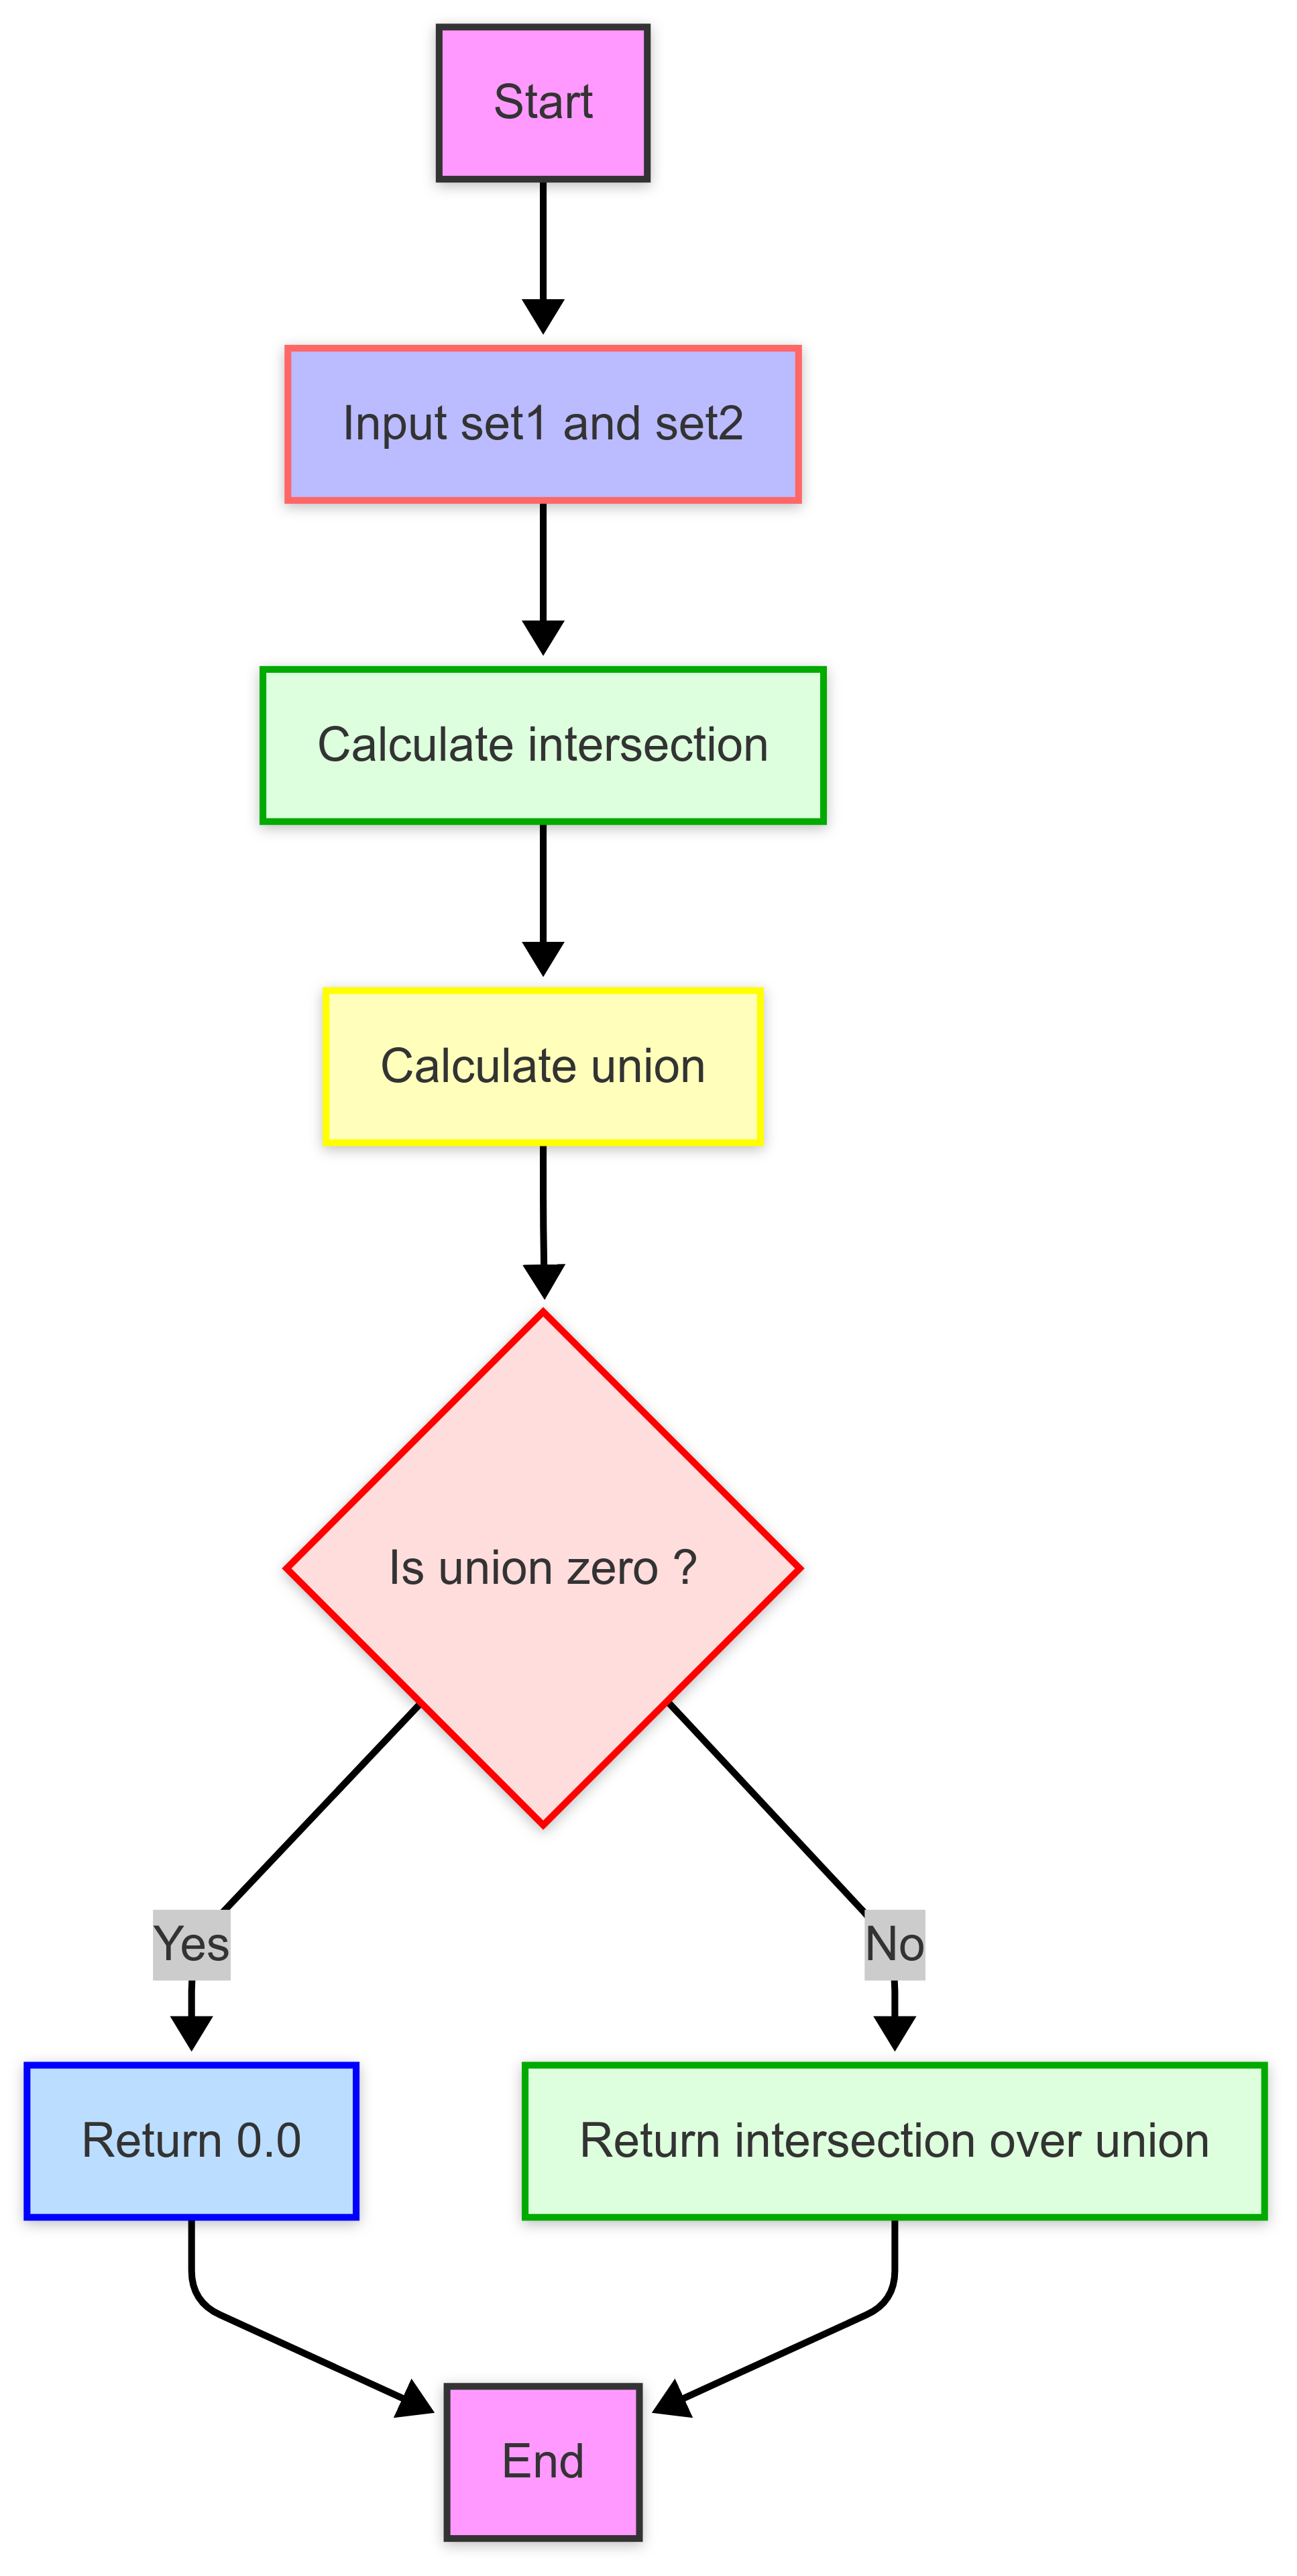 Start
Input set1 and set2
Calculate intersection
Calculate union
Is union zero ?
Yes
No
Return 0.0
Return intersection over union
End